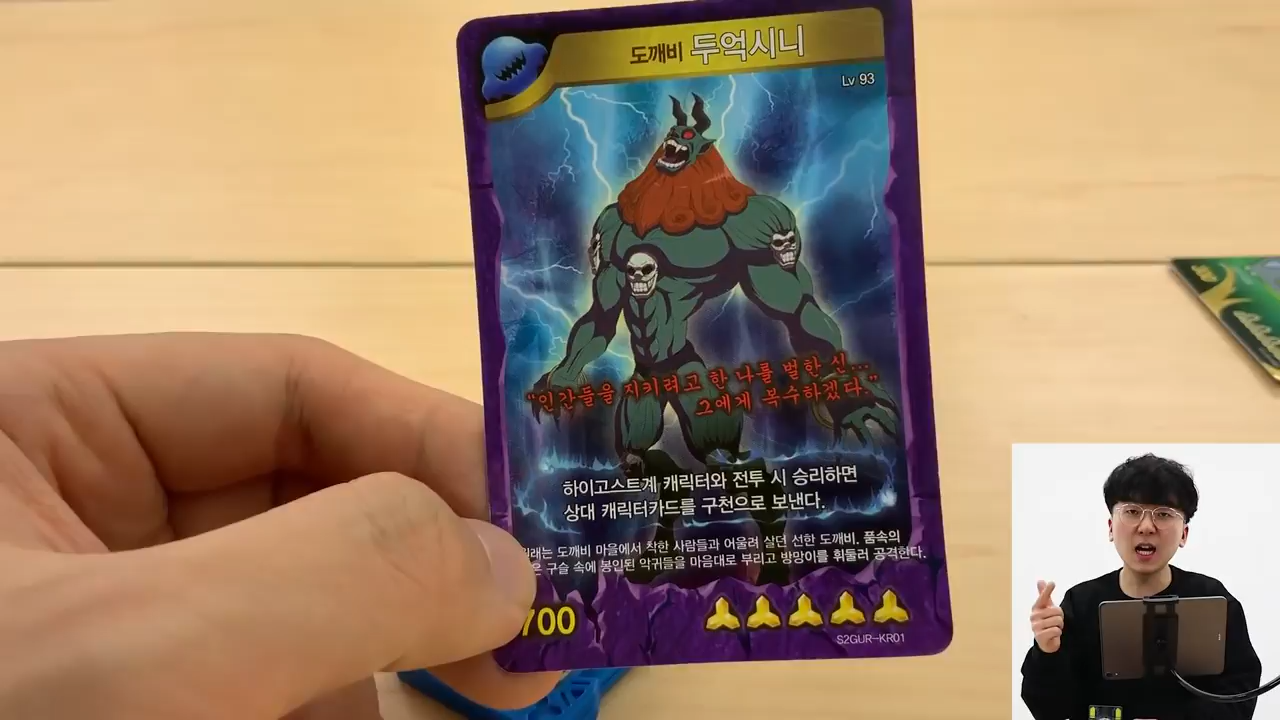 도깨비 두억시니
Lv 93
“인간들을 지키려고 한 나를 벌한 신...
그에게 복수하겠다.”
하이고스트계 캐릭터와 전투 시 승리하면
상대 캐릭터카드를 구천으로 보낸다.
도깨비 마을에서 착한 사람들과 어울려 살던 선한 도깨비. 품속의
구슬 속에 봉인된 악귀들을 마음대로 부리고 방망이를 휘둘러 공격한다.
700
S2GUR-KR01